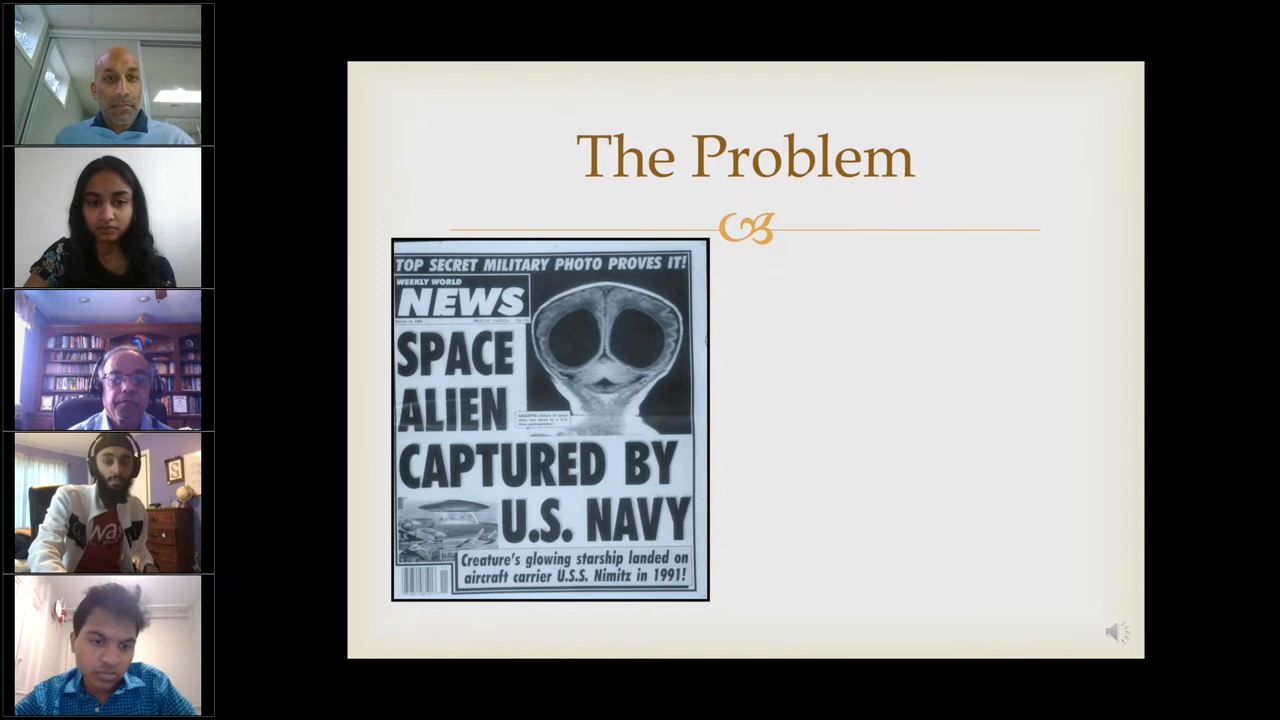 The Problem
TOP SECRET MILITARY PHOTO PROVES IT!
WEEKLY WORLD
NEWS
SPACE
ALIEN
CAPTURED BY
U.S. NAVY
Creature's glowing starship landed on
aircraft carrier U.S.S. Nimitz in 1991!
S